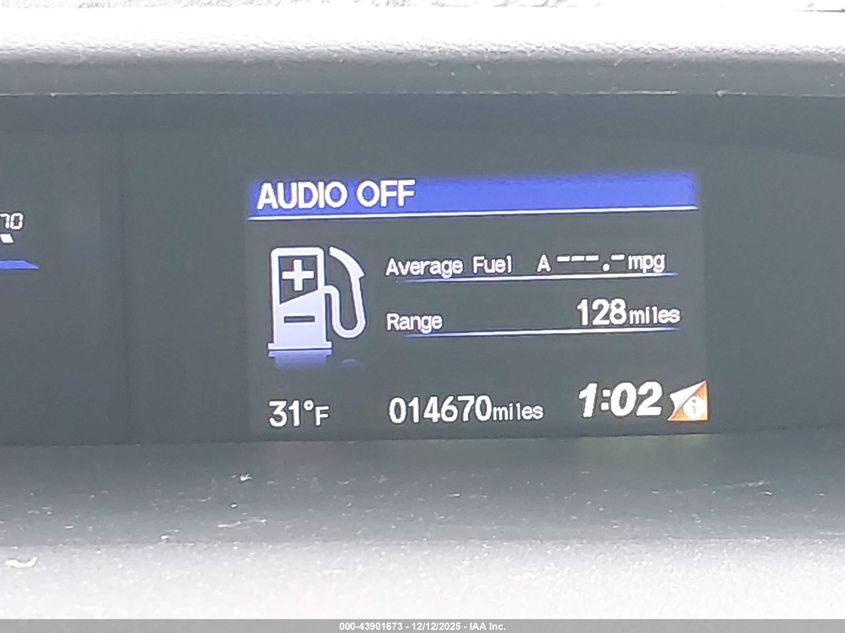 AUDIO OFF
70
Average Fuel A ---.- mpg
Range 128 miles
31°F 014670 miles 1:02 i
000-43901673 - 12/12/2025 - IAA Inc.